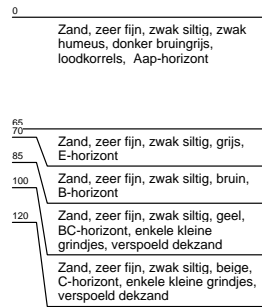 0
Zand, zeer fijn, zwak siltig, zwak
humeus, donker bruingrijs,
loodkorrels, Aap-horizont
65
70
Zand, zeer fijn, zwak siltig, grijs,
E-horizont
85
Zand, zeer fijn, zwak siltig, bruin,
B-horizont
100
Zand, zeer fijn, zwak siltig, geel,
BC-horizont, enkele kleine
grindjes, verspoeld dekzand
120
Zand, zeer fijn, zwak siltig, beige,
C-horizont, enkele kleine grindjes,
verspoeld dekzand